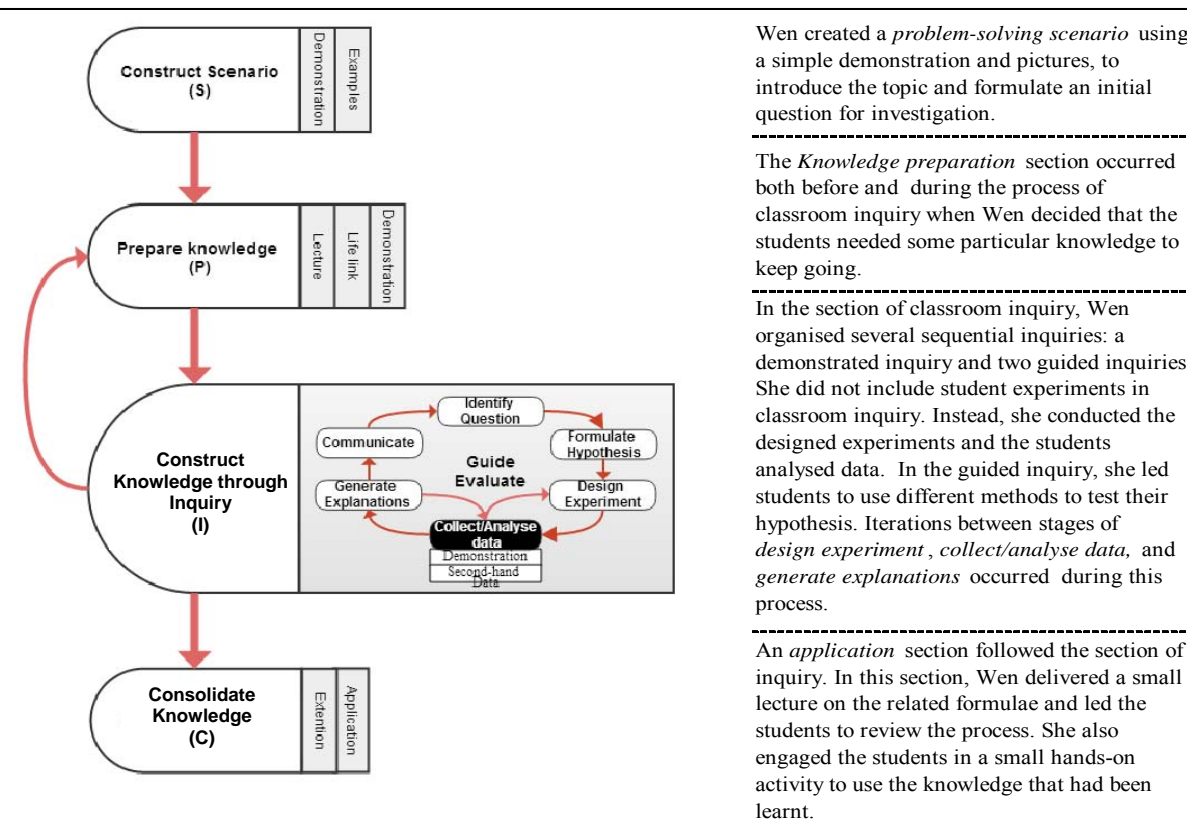 Construct Scenario
(S)
Demonstration
Examples
Wen created a problem-solving scenario using
a simple demonstration and pictures, to
introduce the topic and formulate an initial
question for investigation.
Prepare knowledge
(P)
Lecture
Life link
Demonstration
The Knowledge preparation section occurred
both before and during the process of
classroom inquiry when Wen decided that the
students needed some particular knowledge to
keep going.
Construct
Knowledge through
Inquiry
(I)
Identify
Question
Formulate
Hypothesis
Design
Experiment
Collect/Analyse
data
Demonstration
Second-hand
Data
Generate
Explanations
Communicate
Guide
Evaluate
In the section of classroom inquiry, Wen
organised several sequential inquiries: a
demonstrated inquiry and two guided inquiries
She did not include student experiments in
classroom inquiry. Instead, she conducted the
designed experiments and the students
analysed data. In the guided inquiry, she led
students to use different methods to test their
hypothesis. Iterations between stages of
design experiment , collect/analyse data, and
generate explanations occurred during this
process.
Consolidate
Knowledge
(C)
Extention
Application
An application section followed the section of
inquiry. In this section, Wen delivered a small
lecture on the related formulae and led the
students to review the process. She also
engaged the students in a small hands-on
activity to use the knowledge that had been
learnt.